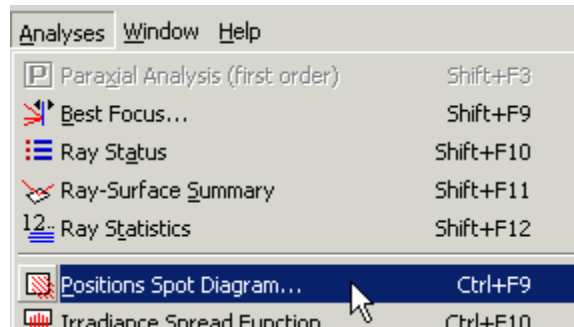 Analyses Window Help
P Paraxial Analysis (first order) Shift+F3
Best Focus... Shift+F9
Ray Status Shift+F10
Ray-Surface Summary Shift+F11
12.. Ray Statistics Shift+F12
Positions Spot Diagram... Ctrl+F9
Irradiance Spread Function Ctrl+F10